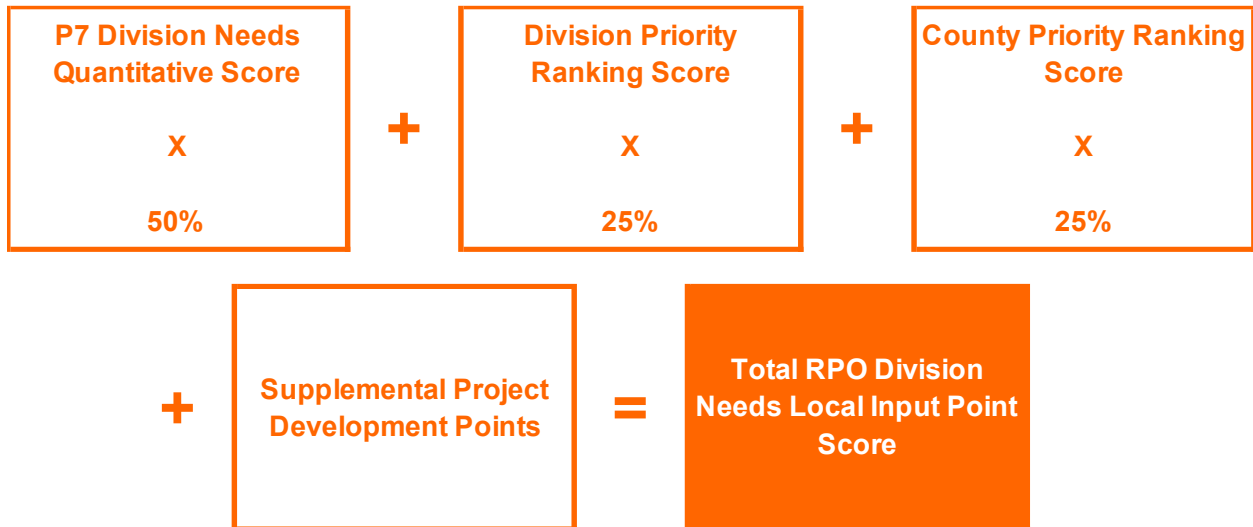 P7 Division Needs
Quantitative Score
X
50%
+
Division Priority
Ranking Score
X
25%
+
County Priority Ranking
Score
X
25%
+
Supplemental Project
Development Points
=
Total RPO Division
Needs Local Input Point
Score